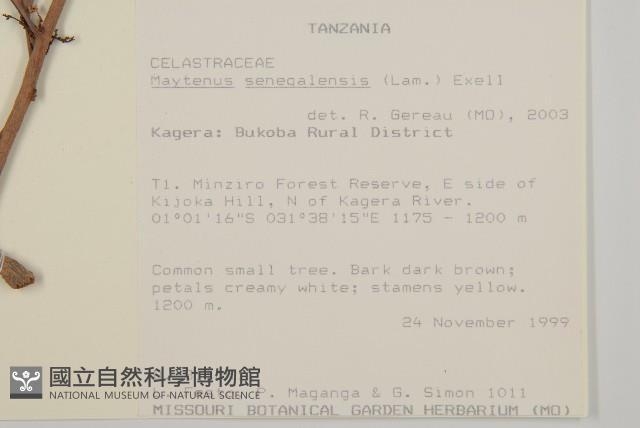 TANZANIA
CELASTRACEAE
Maytenus senegalensis (Lam.) Exell
det. R. Gereau (MO), 2003
Kagera: Bukoba Rural District
T1. Minziro Forest Reserve, E side of
Kijoka Hill, N of Kagera River.
01°01'16"S 031°38'15"E 1175 - 1200 m
Common small tree. Bark dark brown;
petals creamy white; stamens yellow.
1200 m.
24 November 1999
P. Maganga & G. Simon 1011
MISSOURI BOTANICAL GARDEN HERBARIUM (MO)
國立自然科學博物館
NATIONAL MUSEUM OF NATURAL SCIENCE